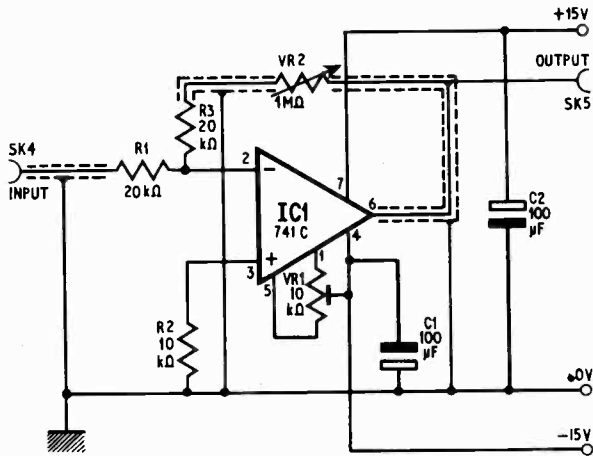 +15V
OUTPUT
SK5
VR2
1MΩ
R3
20
kΩ
SK4
INPUT
R1
20kΩ
2
−
7
IC1
741C
6
4
+
3
5
1
VR1
10
kΩ
R2
10
kΩ
C1
100
µF
C2
100
µF
0V
−15V